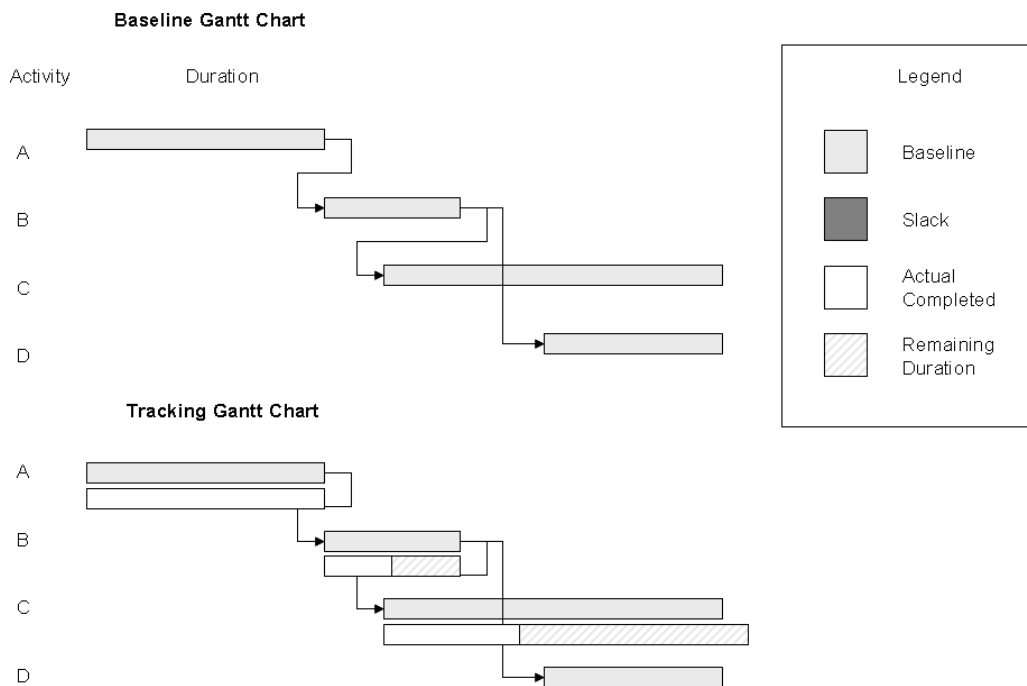 Baseline Gantt Chart
Activity
Duration
A
B
C
D
Legend
Baseline
Slack
Actual
Completed
Remaining
Duration
Tracking Gantt Chart
A
B
C
D